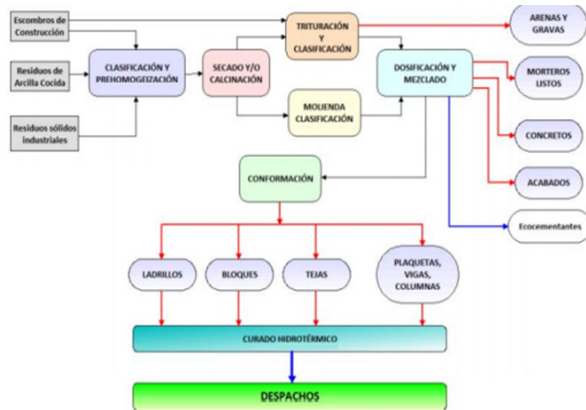 Escombros de
Construcción
Residuos de
Arcilla Cocida
Residuos sólidos
industriales
CLASIFICACIÓN Y
PREHOMOGEIZACIÓN
SECADO Y/O
CALCINACIÓN
TRITURACIÓN
Y
CLASIFICACIÓN
MOLIENDA
CLASIFICACIÓN
DOSIFICACIÓN Y
MEZCLADO
ARENAS Y
GRAVAS
MORTEROS
LISTOS
CONCRETOS
ACABADOS
Ecocementantes
CONFORMACIÓN
LADRILLOS
BLOQUES
TEJAS
PLAQUETAS,
VIGAS,
COLUMNAS
CURADO HIDROTÉRMICO
DESPACHOS